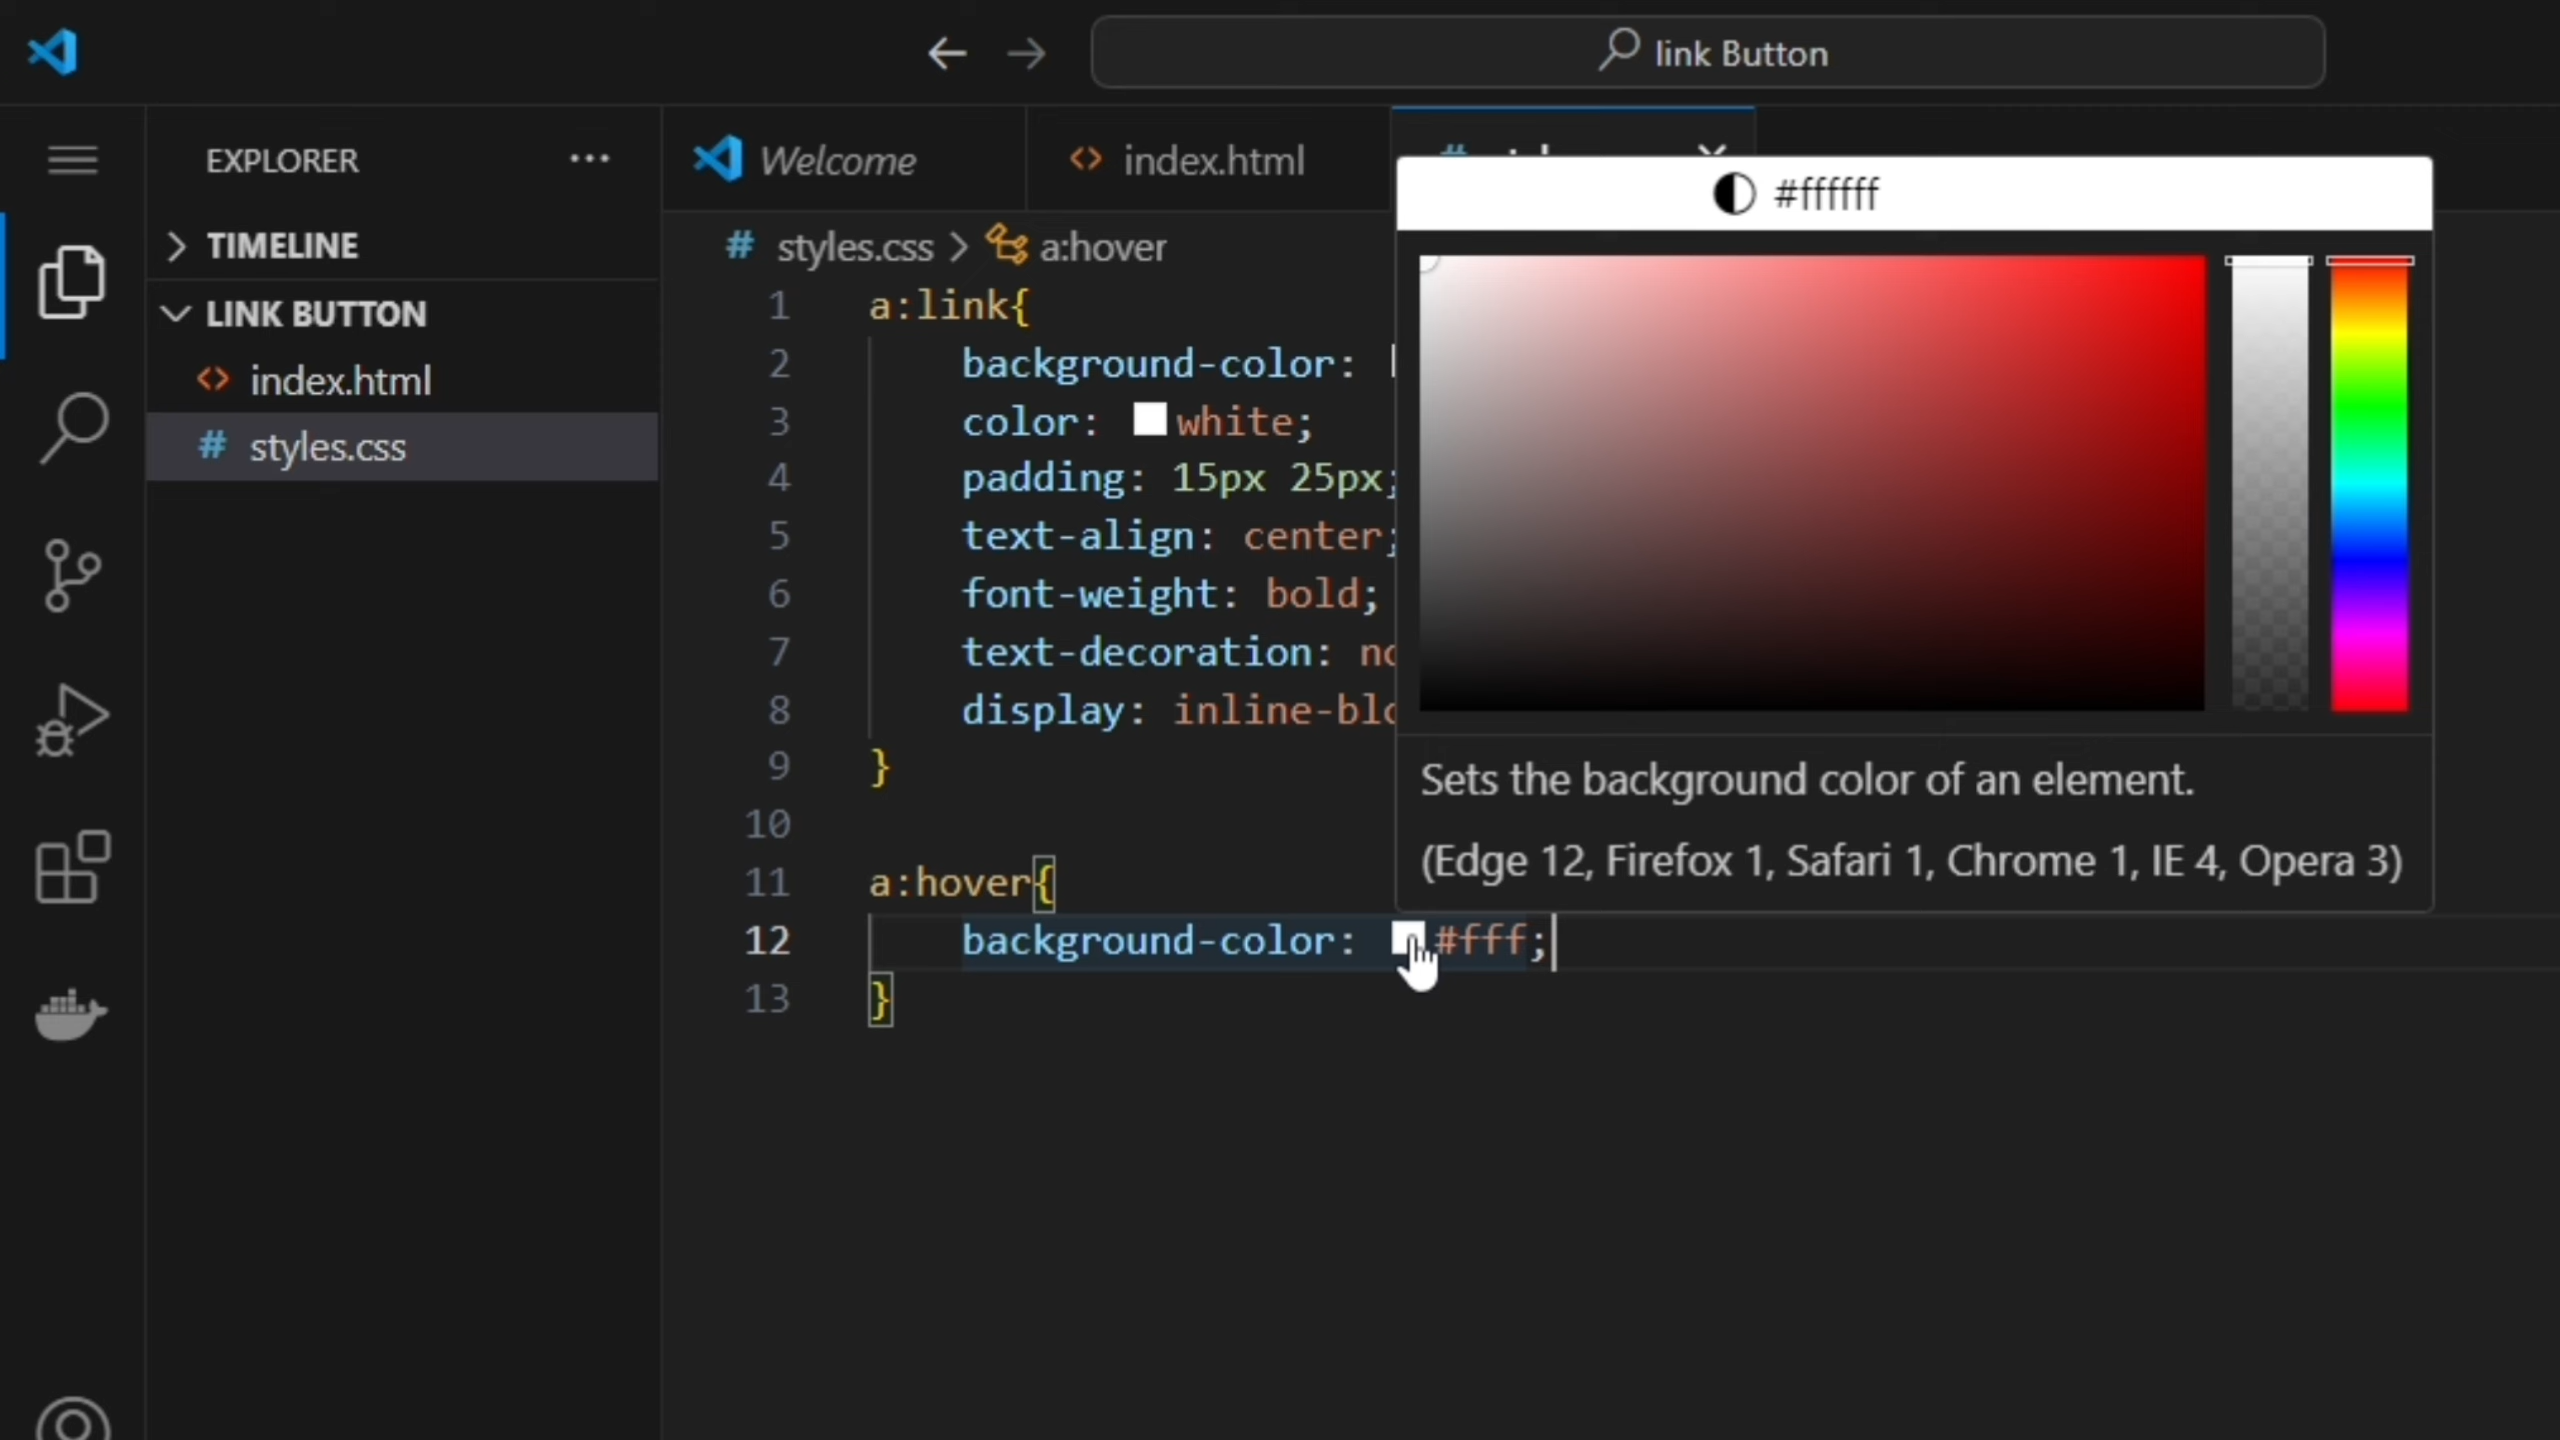 link Button
EXPLORER
TIMELINE
LINK BUTTON
index.html
# styles.css
Welcome
index.html
# styles.css > a:hover
1 a:link{
2 background-color:
3 color: white;
4 padding: 15px 25px;
5 text-align: center;
6 font-weight: bold;
7 text-decoration:
8 display:
9 }
10
11 a:hover{
12 background-color: #fff;
13 }
#ffffff
Sets the background color of an element.
(Edge 12, Firefox 1, Safari 1, Chrome 1, IE 4, Opera 3)